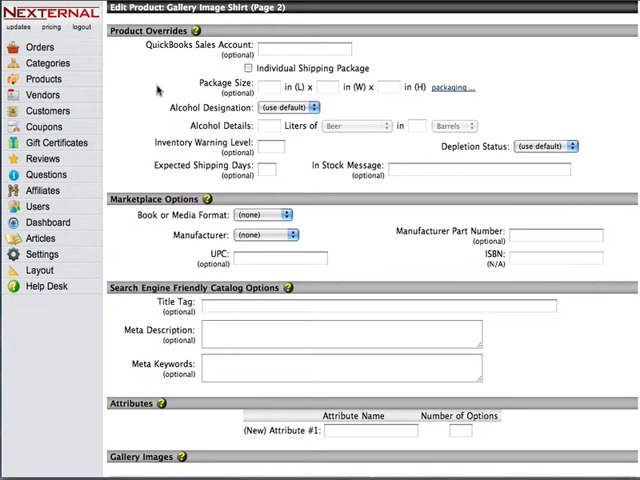 NEXTERNAL
updates pricing logout
Orders
Categories
Products
Vendors
Customers
Coupons
Gift Certificates
Reviews
Questions
Affiliates
Users
Dashboard
Articles
Settings
Layout
Help Desk
Edit Product: Gallery Image Shirt (Page 2)
Product Overrides ?
QuickBooks Sales Account:
(optional)
Individual Shipping Package
Package Size: in (L) x in (W) x in (H) packaging ...
(optional)
Alcohol Designation: (use default)
Alcohol Details: Liters of Beer in Barrels
Inventory Warning Level: Depletion Status: (use default)
(optional)
Expected Shipping Days: In Stock Message:
(optional) (optional)
Marketplace Options ?
Book or Media Format: (none)
Manufacturer: (none) Manufacturer Part Number:
(optional)
UPC: ISBN:
(optional) (N/A)
Search Engine Friendly Catalog Options ?
Title Tag:
(optional)
Meta Description:
(optional)
Meta Keywords:
(optional)
Attributes ?
Attribute Name Number of Options
(New) Attribute #1:
Gallery Images ?